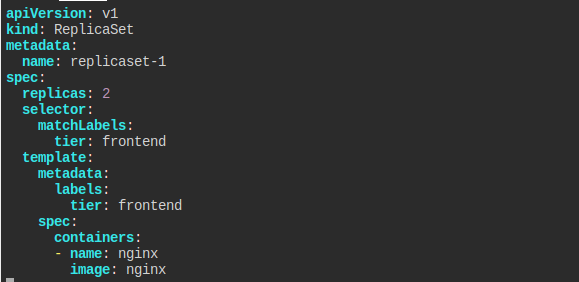 apiVersion: v1
kind: ReplicaSet
metadata:
  name: replicaset-1
spec:
  replicas: 2
  selector:
    matchLabels:
      tier: frontend
  template:
    metadata:
      labels:
        tier: frontend
    spec:
      containers:
      - name: nginx
        image: nginx